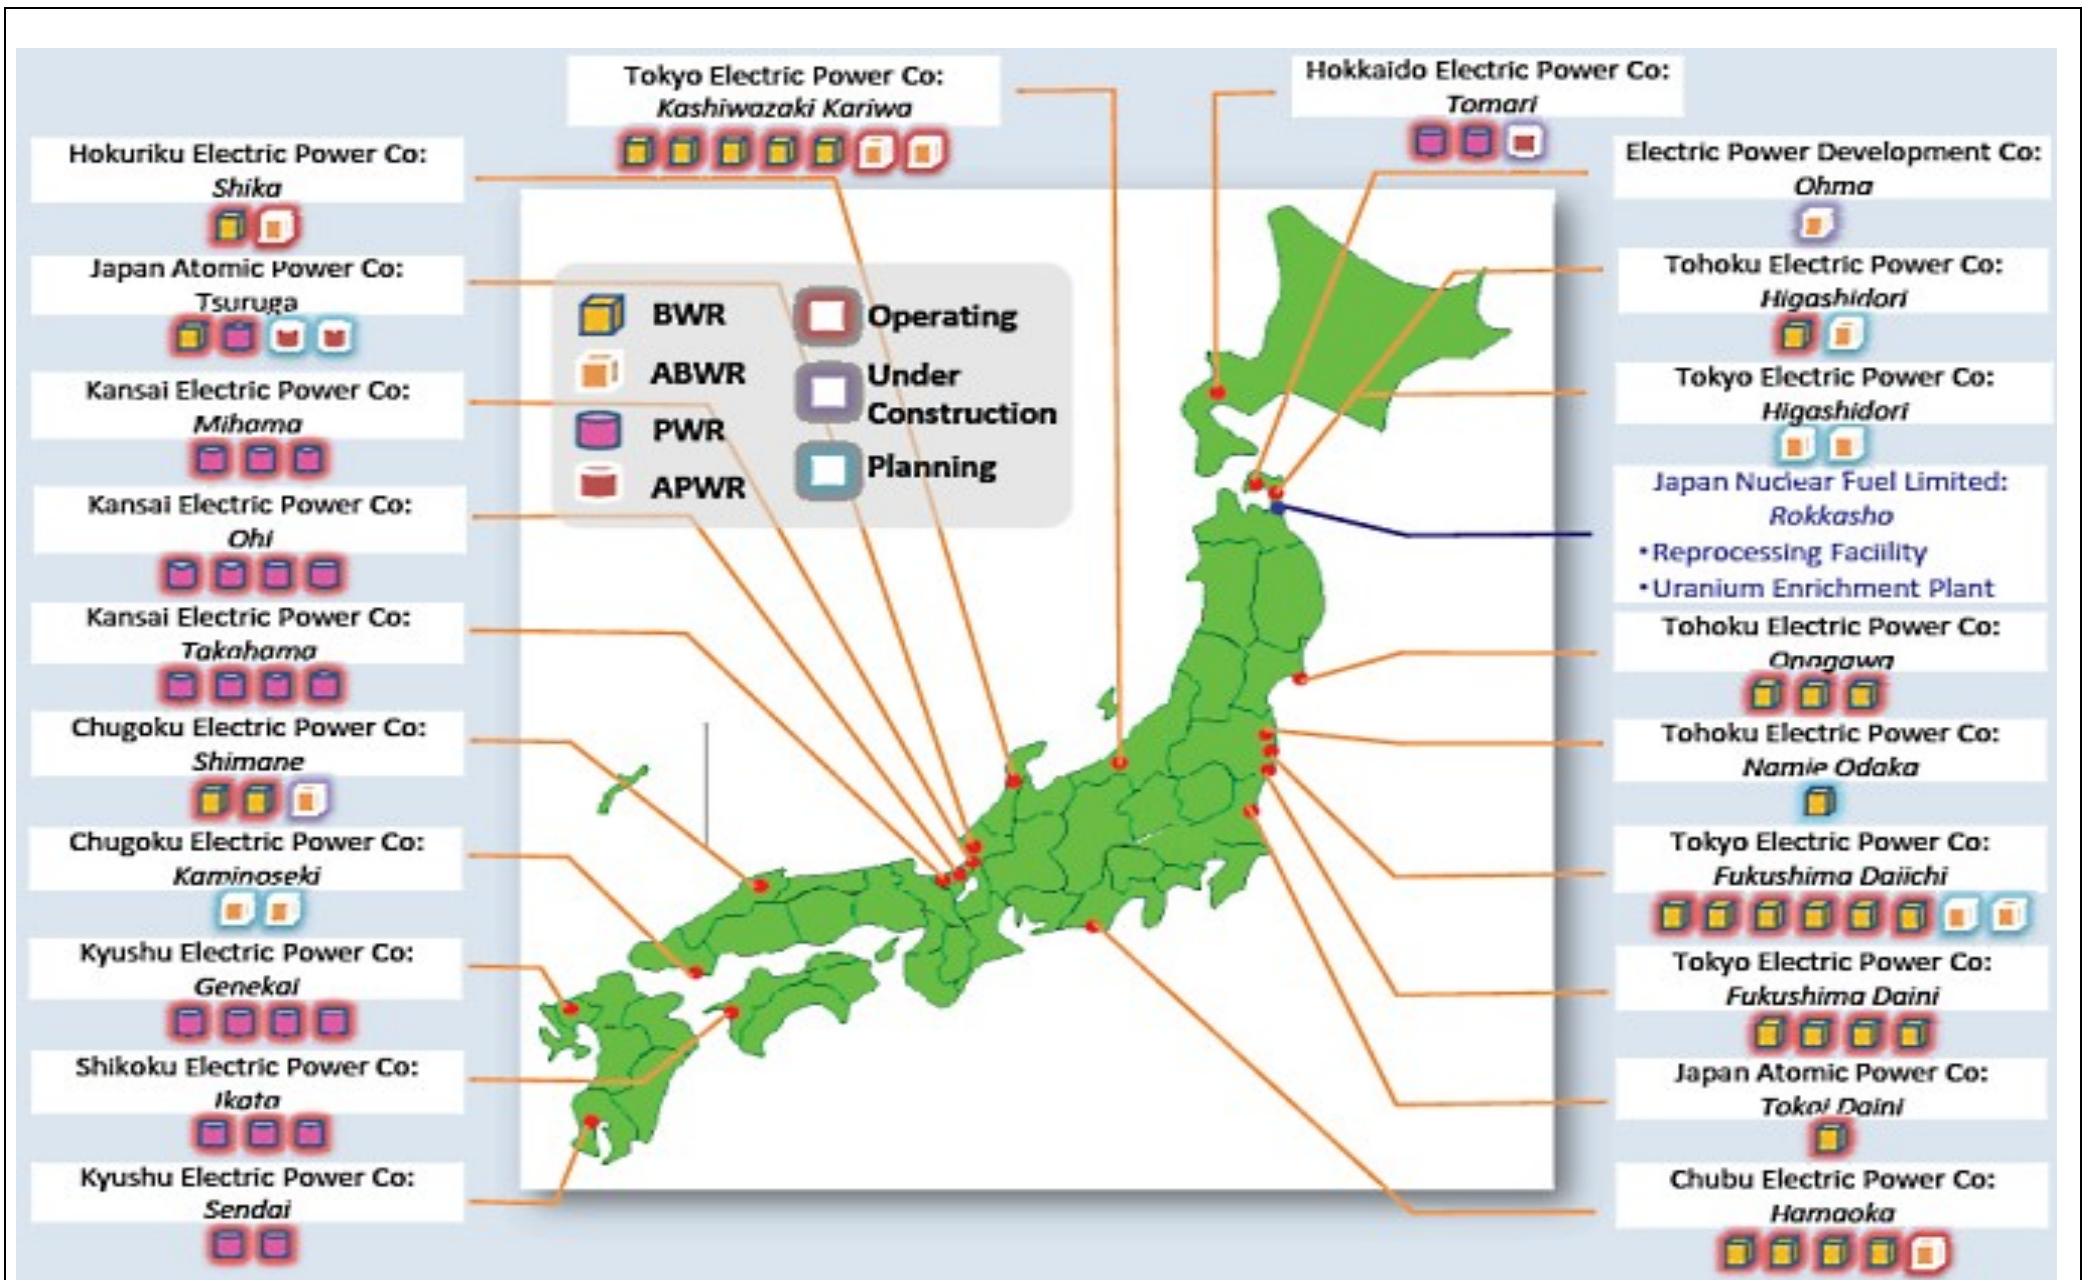 Tokyo Electric Power Co:
Kashiwazaki Kariwa
Hokkaido Electric Power Co:
Tomari
Hokuriku Electric Power Co:
Shika
Japan Atomic Power Co:
Tsuruga
Kansai Electric Power Co:
Mihama
Kansai Electric Power Co:
Ohi
Kansai Electric Power Co:
Takahama
Chugoku Electric Power Co:
Shimane
Chugoku Electric Power Co:
Kaminoseki
Kyushu Electric Power Co:
Genekai
Shikoku Electric Power Co:
Ikata
Kyushu Electric Power Co:
Sendai
BWR
ABWR
PWR
APWR
Operating
Under
Construction
Planning
Electric Power Development Co:
Ohma
Tohoku Electric Power Co:
Higashidori
Tokyo Electric Power Co:
Higashidori
Japan Nuclear Fuel Limited:
Rokkasho
•Reprocessing Faciility
•Uranium Enrichment Plant
Tohoku Electric Power Co:
Onagawa
Tohoku Electric Power Co:
Namie Odaka
Tokyo Electric Power Co:
Fukushima Daiichi
Tokyo Electric Power Co:
Fukushima Daini
Japan Atomic Power Co:
Tokai Daini
Chubu Electric Power Co:
Hamaoka